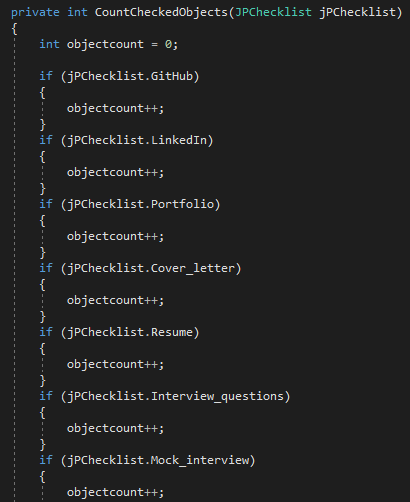 private int CountCheckedObjects(JPChecklist jPChecklist)
{
int objectcount = 0;
if (jPChecklist.GitHub)
{
objectcount++;
}
if (jPChecklist.LinkedIn)
{
objectcount++;
}
if (jPChecklist.Portfolio)
{
objectcount++;
}
if (jPChecklist.Cover_letter)
{
objectcount++;
}
if (jPChecklist.Resume)
{
objectcount++;
}
if (jPChecklist.Interview_questions)
{
objectcount++;
}
if (jPChecklist.Mock_interview)
{
objectcount++;